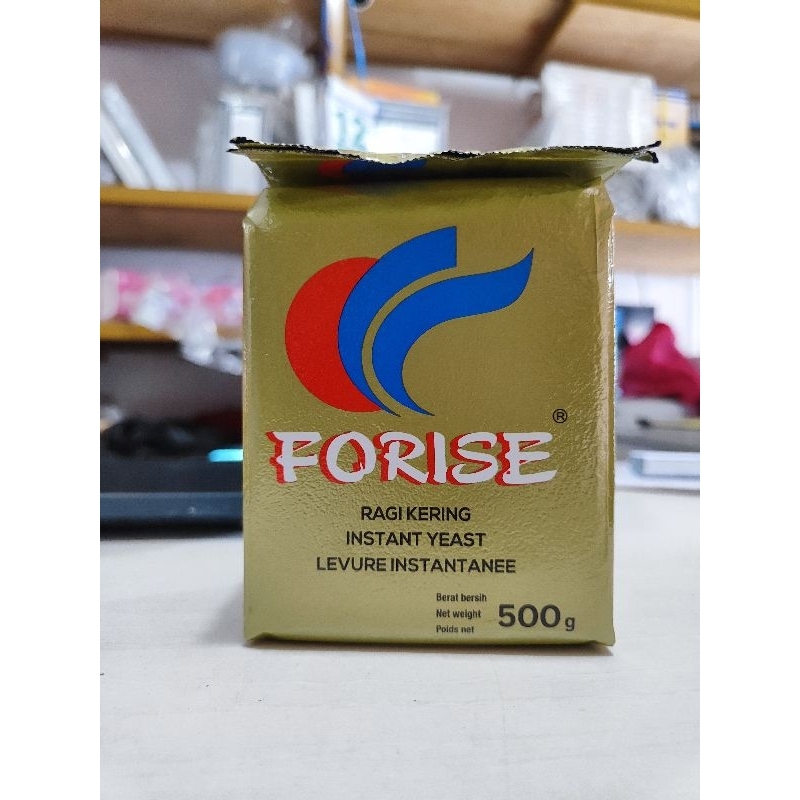 ®
FORISE
RAGI KERING
INSTANT YEAST
LEVURE INSTANTANEE
Berat bersih
Net weight
Poids net
500g